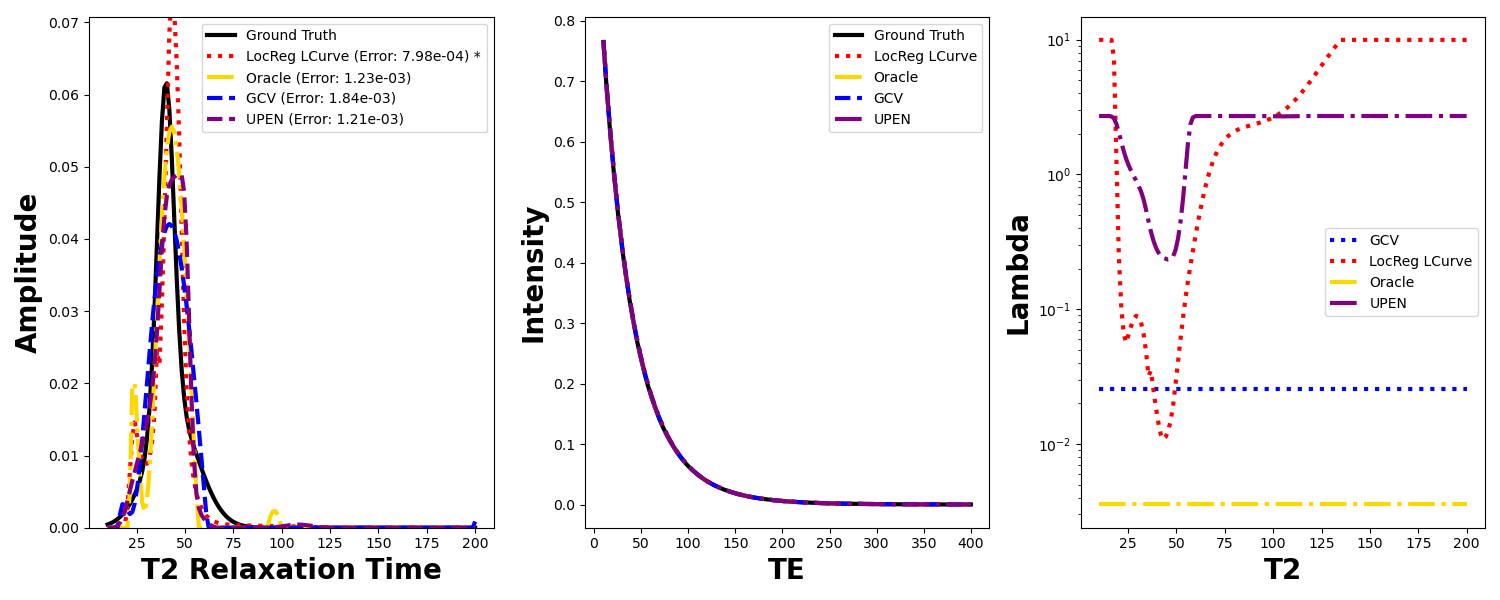 0.07
0.06
0.05
0.04
0.03
0.02
0.01
0.00
Amplitude
25 50 75 100 125 150 175 200
T2 Relaxation Time
Ground Truth
LocReg LCurve (Error: 7.98e-04) *
Oracle (Error: 1.23e-03)
GCV (Error: 1.84e-03)
UPEN (Error: 1.21e-03)
0.8
0.7
0.6
0.5
0.4
0.3
0.2
0.1
0.0
Intensity
0 50 100 150 200 250 300 350 400
TE
Ground Truth
LocReg LCurve
Oracle
GCV
UPEN
10¹
10⁰
10⁻¹
10⁻²
Lambda
25 50 75 100 125 150 175 200
T2
GCV
LocReg LCurve
Oracle
UPEN